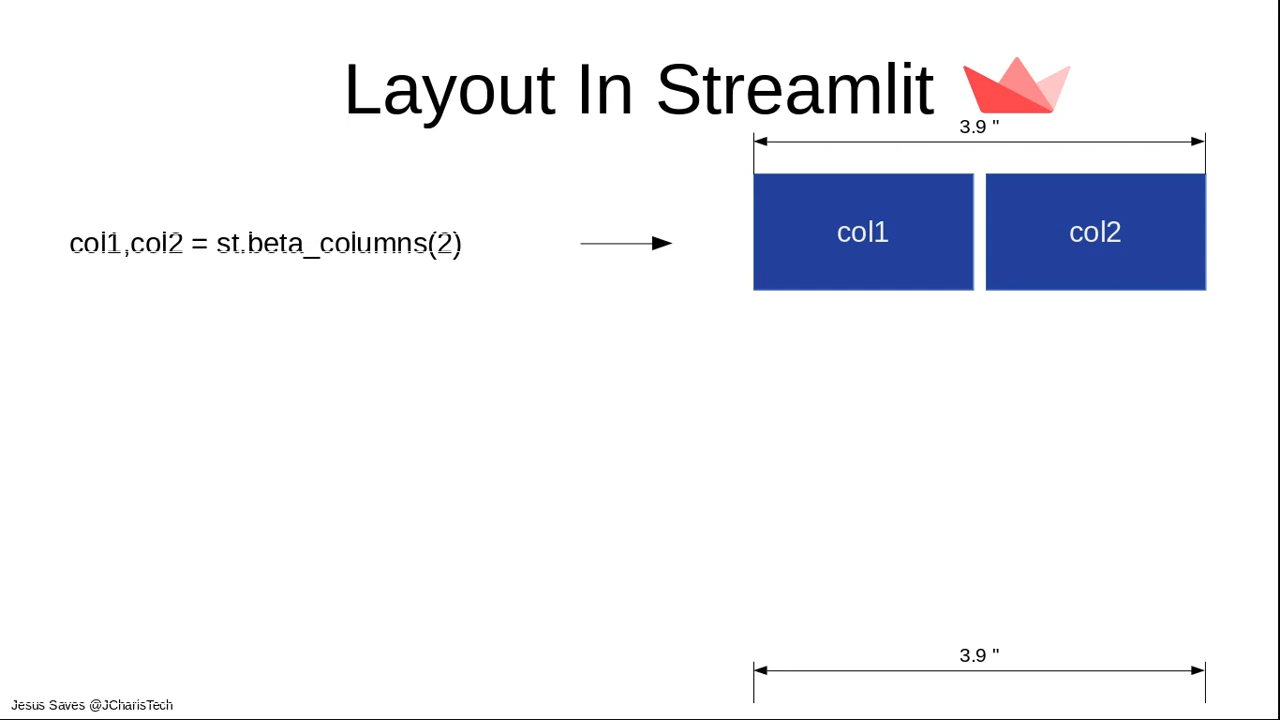 Layout In Streamlit
3.9 "
col1,col2 = st.beta_columns(2)
col1
col2
3.9 "
Jesus Saves @JCharisTech